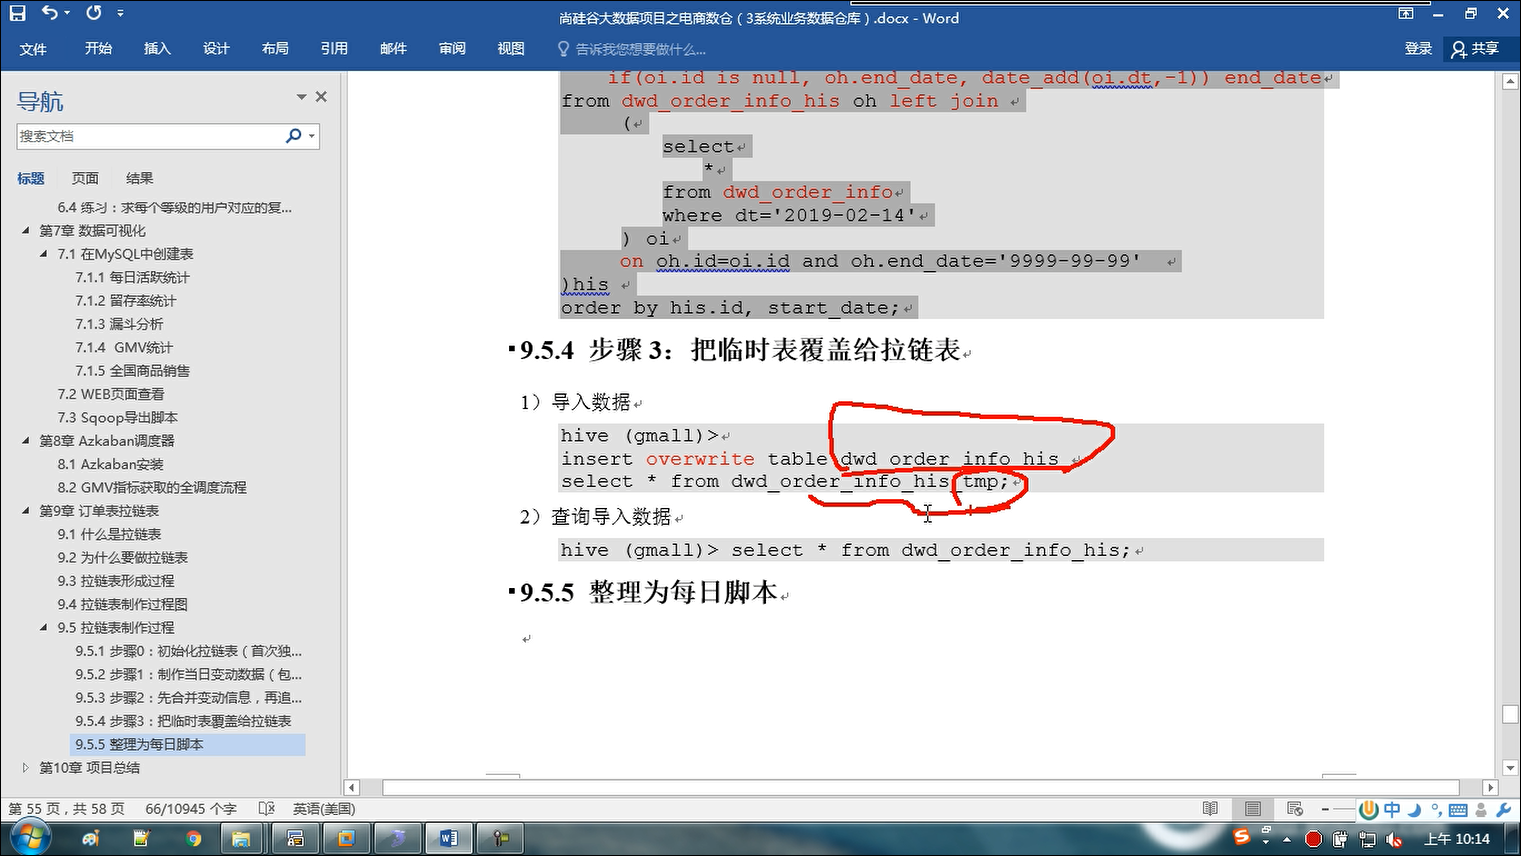 尚硅谷大数据项目之电商数仓（3系统业务数据仓库）.docx - Word
文件 开始 插入 设计 布局 引用 邮件 审阅 视图 告诉我您想要做什么... 登录 共享
导航
搜索文档
标题 页面 结果
6.4 练习：求每个等级的用户对应的复...
第7章 数据可视化
7.1 在MySQL中创建表
7.1.1 每日活跃统计
7.1.2 留存率统计
7.1.3 漏斗分析
7.1.4 GMV统计
7.1.5 全国商品销售
7.2 WEB页面查看
7.3 Sqoop导出脚本
第8章 Azkaban调度器
8.1 Azkaban安装
8.2 GMV指标获取的全调度流程
第9章 订单表拉链表
9.1 什么是拉链表
9.2 为什么要做拉链表
9.3 拉链表形成过程
9.4 拉链表制作过程图
9.5 拉链表制作过程
9.5.1 步骤0：初始化拉链表（首次独...
9.5.2 步骤1：制作当日变动数据（包...
9.5.3 步骤2：先合并变动信息，再追...
9.5.4 步骤3：把临时表覆盖给拉链表
9.5.5 整理为每日脚本
第10章 项目总结
if(oi.id is null, oh.end_date, date_add(oi.dt,-1)) end_date
from dwd_order_info_his oh left join
(
select
*
from dwd_order_info
where dt='2019-02-14'
) oi
on oh.id=oi.id and oh.end_date='9999-99-99'
)his
order by his.id, start_date;
9.5.4 步骤 3：把临时表覆盖给拉链表
1）导入数据
hive (gmall)>
insert overwrite table dwd_order_info_his
select * from dwd_order_info_his_tmp;
2）查询导入数据
hive (gmall)> select * from dwd_order_info_his;
9.5.5 整理为每日脚本
第 55 页，共 58 页 66/10945 个字 英语(美国)
中
上午 10:14